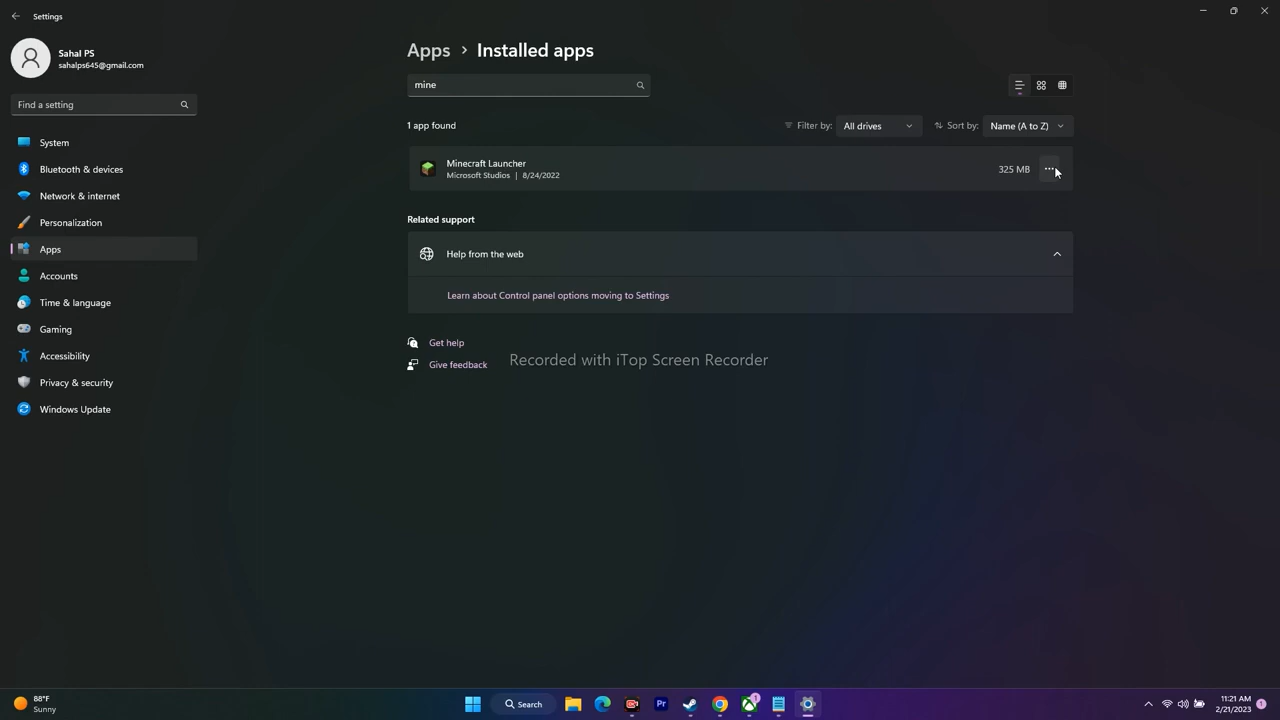 Settings
Sahal PS
sahalps645@gmail.com
Find a setting
System
Bluetooth & devices
Network & internet
Personalization
Apps
Accounts
Time & language
Gaming
Accessibility
Privacy & security
Windows Update
Apps > Installed apps
mine
1 app found
Filter by: All drives
Sort by: Name (A to Z)
Minecraft Launcher
Microsoft Studios | 8/24/2022
325 MB
Related support
Help from the web
Learn about Control panel options moving to Settings
Get help
Give feedback
Recorded with iTop Screen Recorder
88°F
Sunny
Search
Pr
1
11:21 AM
2/21/2023
1